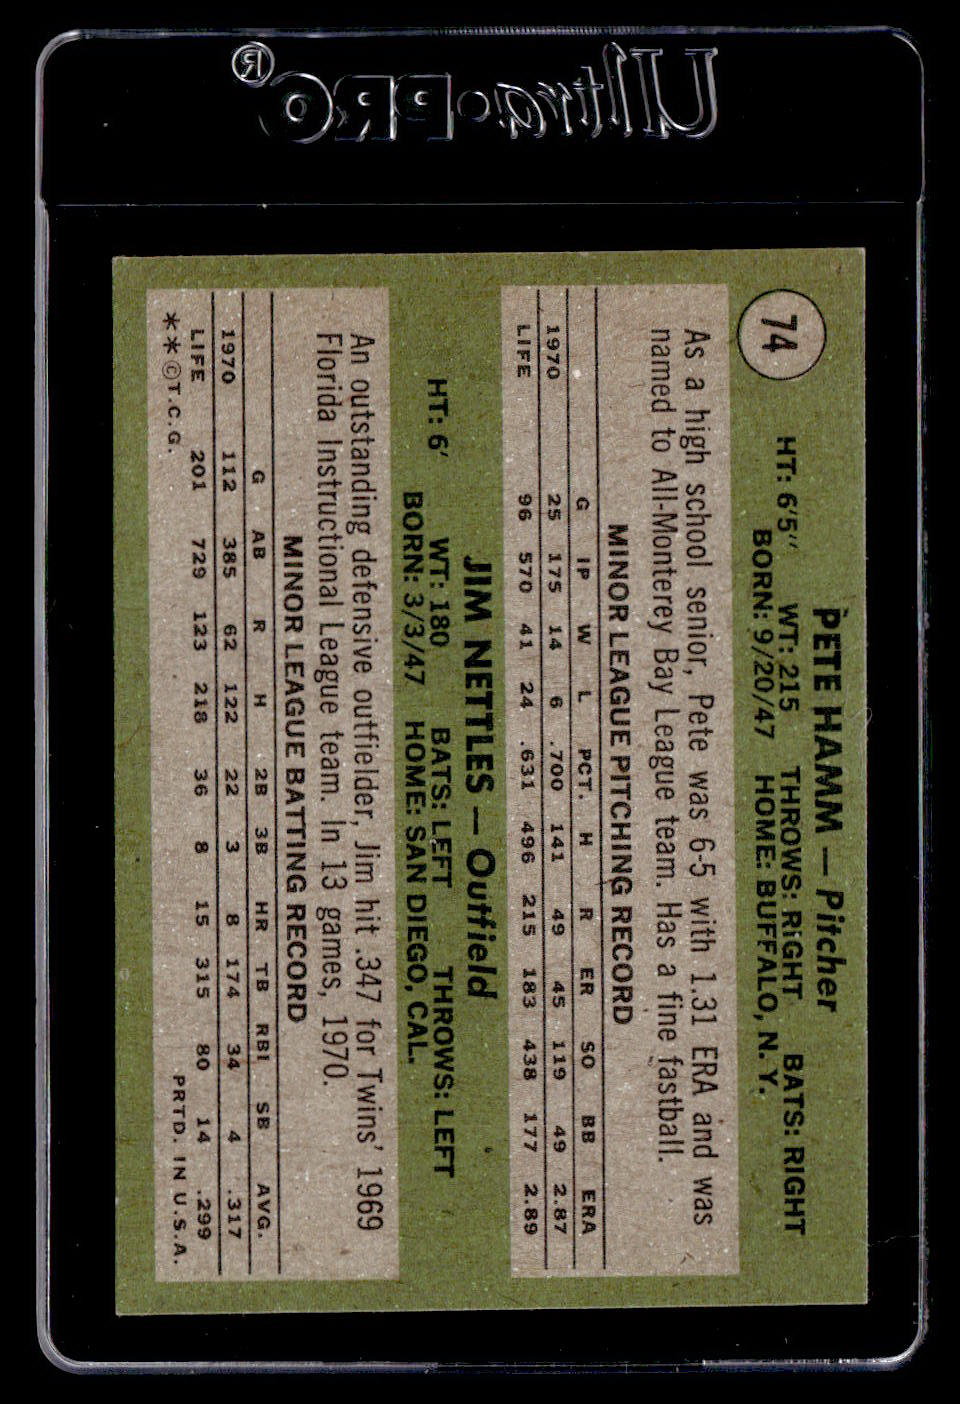 Ultra•PRO®
74
PETE HAMM — Pitcher
HT: 6'5" WT: 215 THROWS: RIGHT BATS: RIGHT
BORN: 9/20/47 HOME: BUFFALO, N. Y.
As a high school senior, Pete was 6-5 with 1.31 ERA and was
named to All-Monterey Bay League team. Has a fine fastball.
MINOR LEAGUE PITCHING RECORD
G IP W L PCT. H R ER SO BB ERA
1970 25 175 14 6 .700 141 49 45 119 49 2.87
LIFE 96 570 41 24 .631 496 215 183 438 177 2.89
JIM NETTLES — Outfield
HT: 6' WT: 180 BATS: LEFT THROWS: LEFT
BORN: 3/3/47 HOME: SAN DIEGO, CAL.
An outstanding defensive outfielder, Jim hit .347 for Twins' 1969
Florida Instructional League team. In 13 games, 1970.
MINOR LEAGUE BATTING RECORD
G AB R H 2B 3B HR TB RBI SB AVG.
1970 112 385 62 122 22 3 8 174 34 4 .317
LIFE 201 729 123 218 36 8 15 315 80 14 .299
**©T.C.G. PRTD. IN U.S.A.